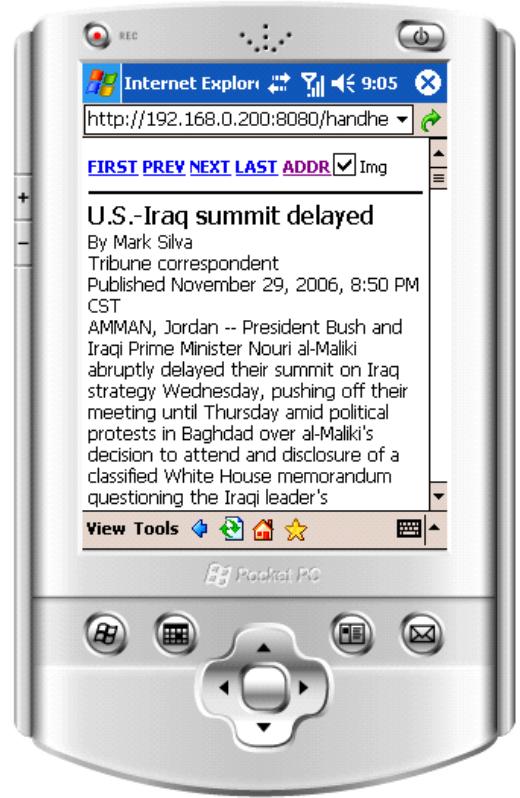 REC
Internet Explor 9:05
http://192.168.0.200:8080/handhe
FIRST PREV NEXT LAST ADDR Img
U.S.-Iraq summit delayed
By Mark Silva
Tribune correspondent
Published November 29, 2006, 8:50 PM
CST
AMMAN, Jordan -- President Bush and
Iraqi Prime Minister Nouri al-Maliki
abruptly delayed their summit on Iraq
strategy Wednesday, pushing off their
meeting until Thursday amid political
protests in Baghdad over al-Maliki's
decision to attend and disclosure of a
classified White House memorandum
questioning the Iraqi leader's
View Tools
Pocket PC